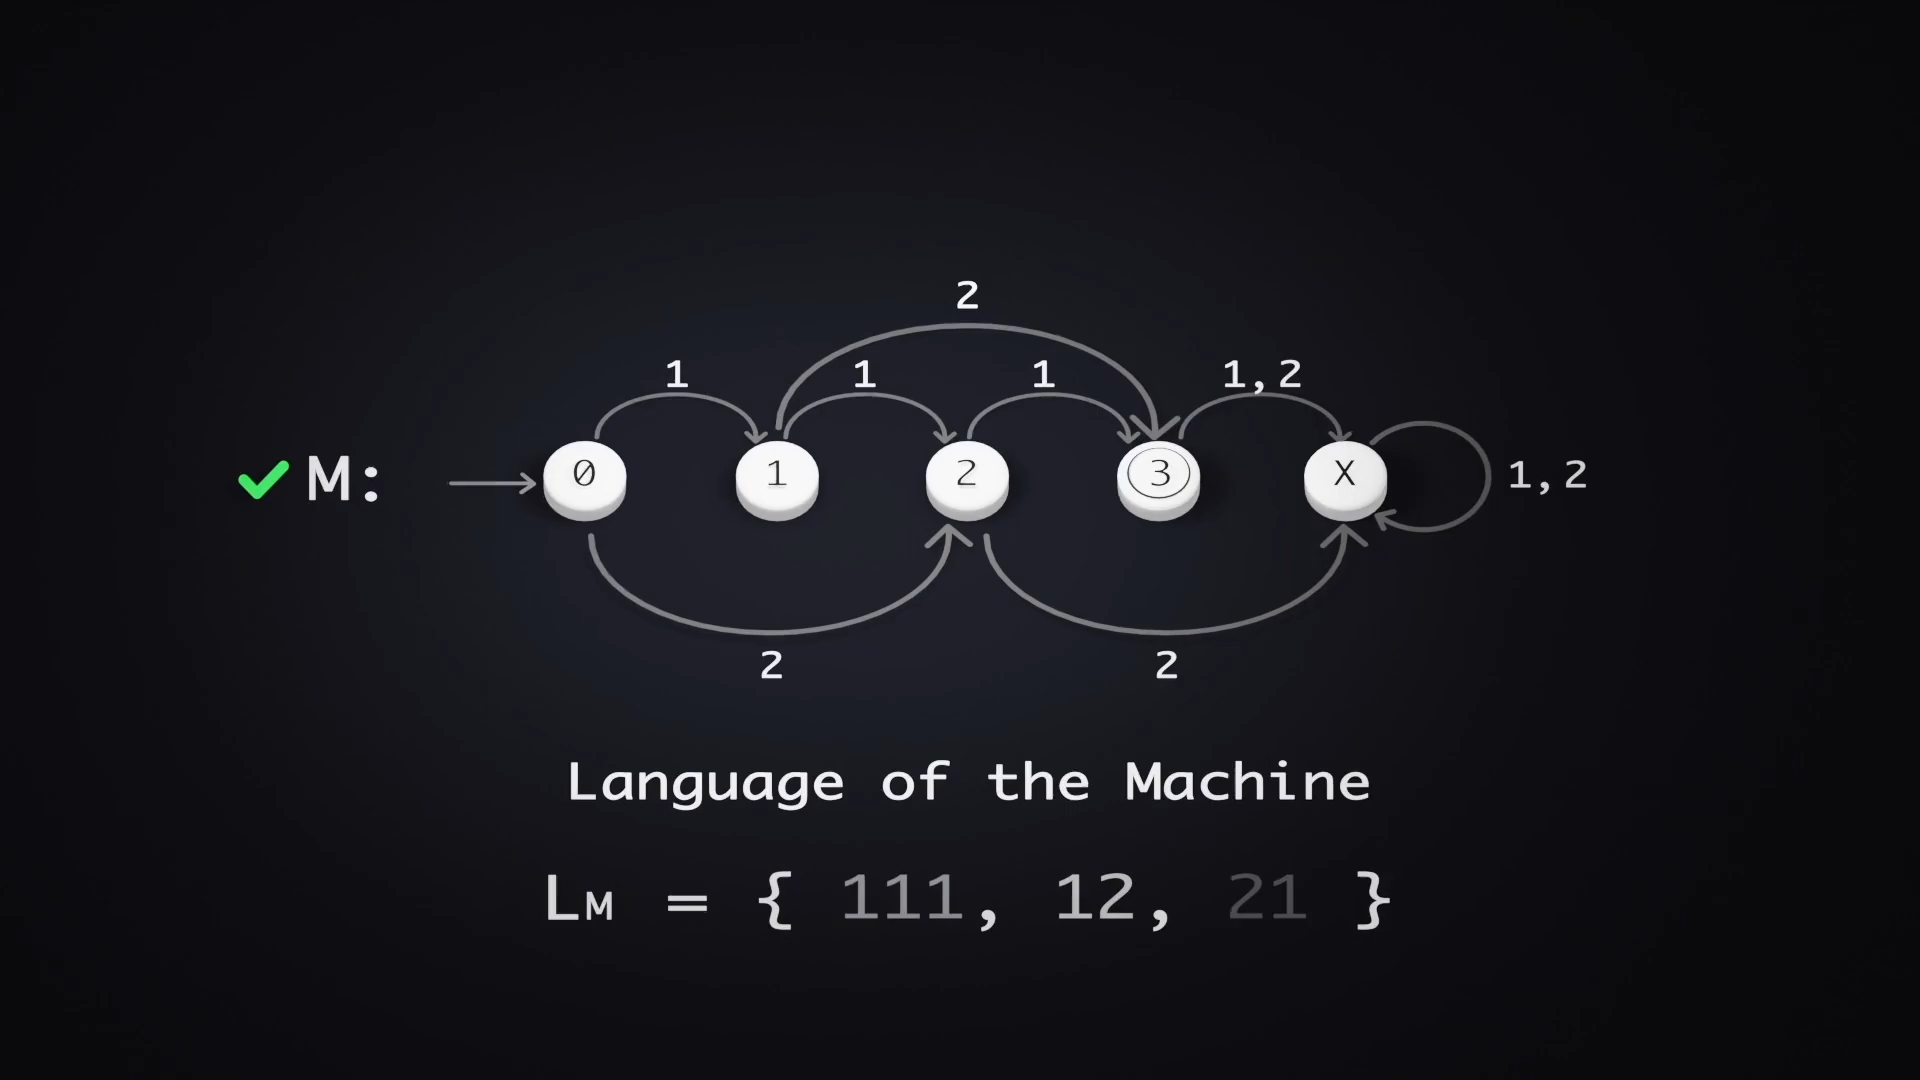 2
1 1 1 1,2
M: 0 1 2 3 X 1,2
2 2
Language of the Machine
LM = { 111, 12, 21 }